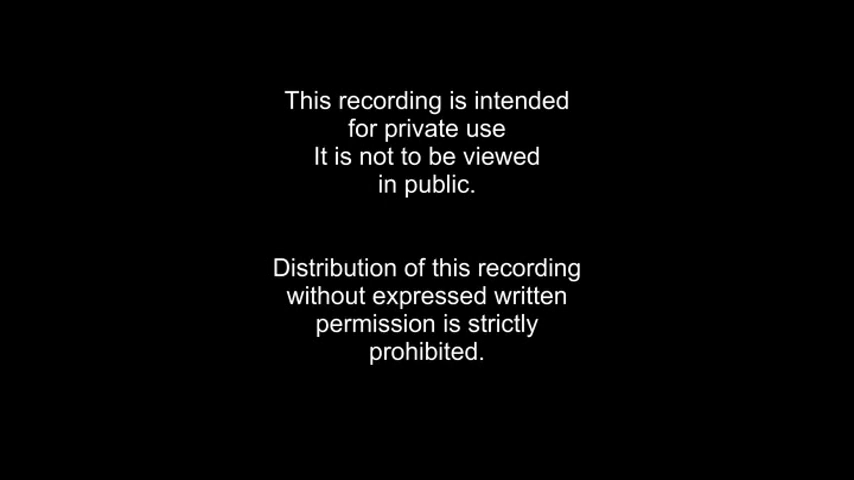 This recording is intended
for private use
It is not to be viewed
in public.
Distribution of this recording
without expressed written
permission is strictly
prohibited.